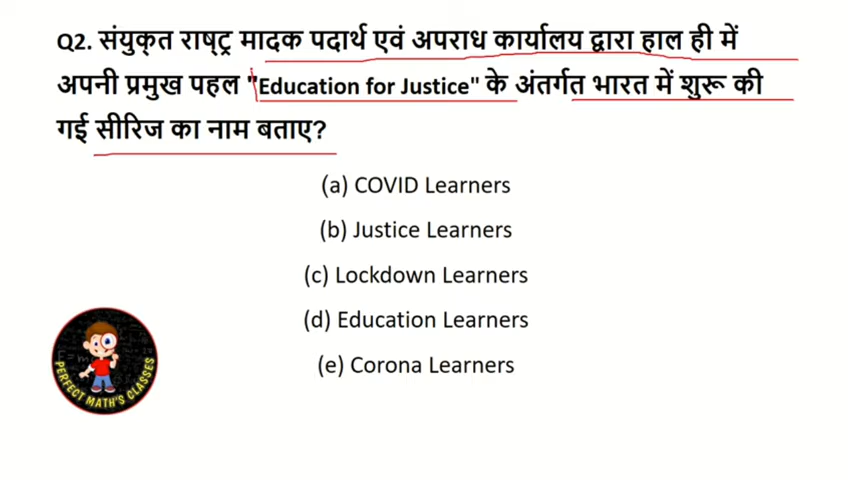 Q2. संयुक्त राष्ट्र मादक पदार्थ एवं अपराध कार्यालय द्वारा हाल ही में
अपनी प्रमुख पहल "Education for Justice" के अंतर्गत भारत में शुरू की
गई सीरिज का नाम बताए?
(a) COVID Learners
(b) Justice Learners
(c) Lockdown Learners
(d) Education Learners
(e) Corona Learners
PERFECT MATH'S CLASSES